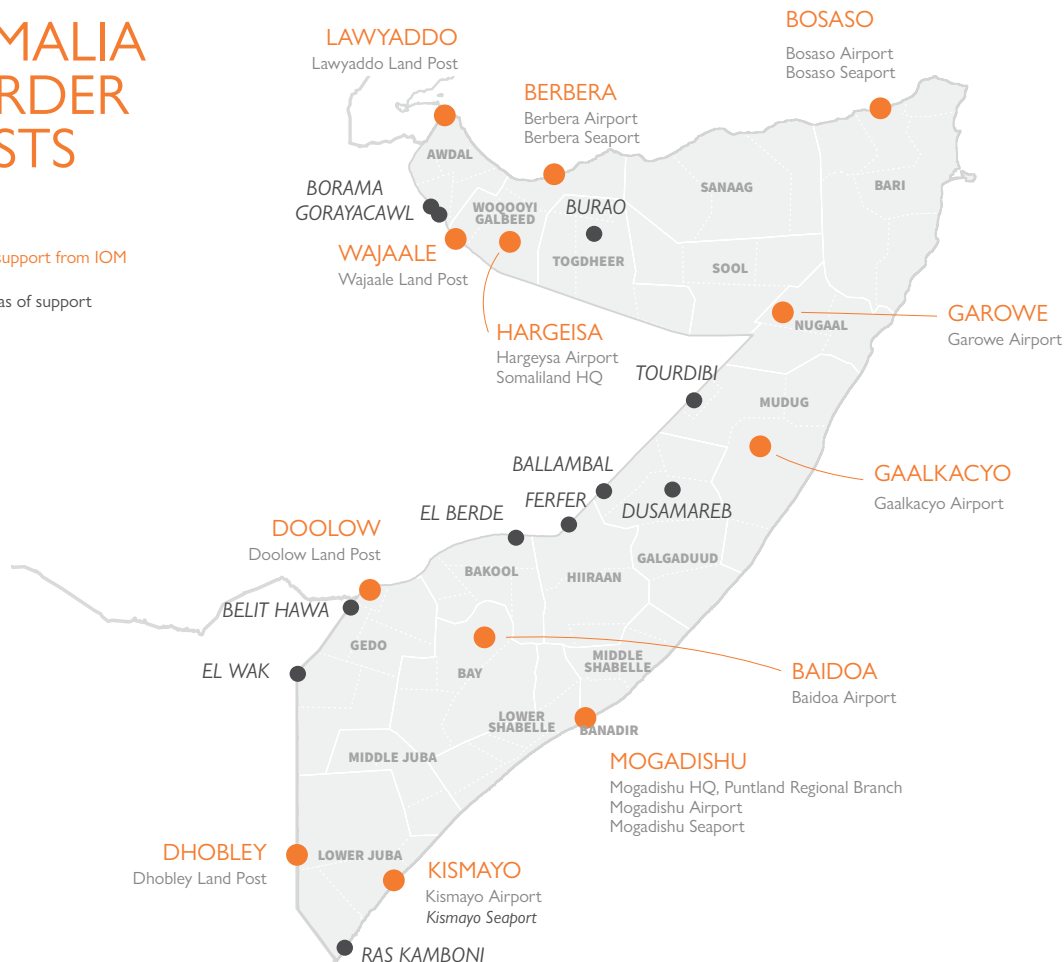 MALIA
RDER
STS
support from IOM
as of support
LAWYADDO
Lawyaddo Land Post
BOSASO
Bosaso Airport
Bosaso Seaport
BERBERA
Berbera Airport
Berbera Seaport
AWDAL
SANAAG
BARI
BORAMA
GORAYACAWL
WOQOOYI
GALBEED
BURAO
WAJAALE
Wajaale Land Post
TOGDHEER
SOOL
HARGEISA
Hargeysa Airport
Somaliland HQ
NUGAAL
GAROWE
Garowe Airport
TOURDIBI
MUDUG
GAALKACYO
Gaalkacyo Airport
BALLAMBAL
FERFER
EL BERDE
DUSAMAREB
DOOLOW
Doolow Land Post
BAKOOL
HIIRAAN
GALGADUUD
BELIT HAWA
GEDO
EL WAK
BAY
MIDDLE
SHABELLE
BAIDOA
Baidoa Airport
LOWER
SHABELLE
BANADIR
MIDDLE JUBA
MOGADISHU
Mogadishu HQ, Puntland Regional Branch
Mogadishu Airport
Mogadishu Seaport
DHOBLEY
Dhobley Land Post
LOWER JUBA
KISMAYO
Kismayo Airport
Kismayo Seaport
RAS KAMBONI